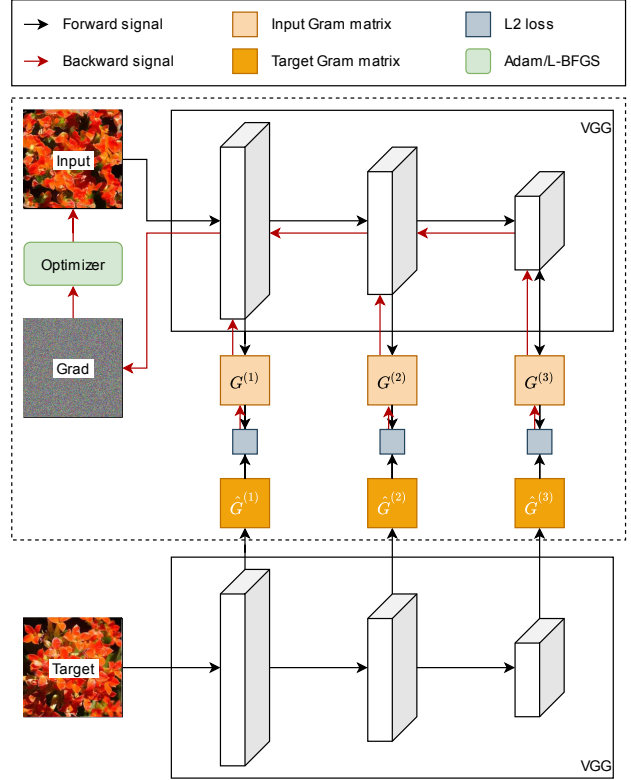 Forward signal
Input Gram matrix
L2 loss
Backward signal
Target Gram matrix
Adam/L-BFGS
VGG
Input
Optimizer
Grad
G^{(1)}
G^{(2)}
G^{(3)}
Ĝ^{(1)}
Ĝ^{(2)}
Ĝ^{(3)}
Target
VGG